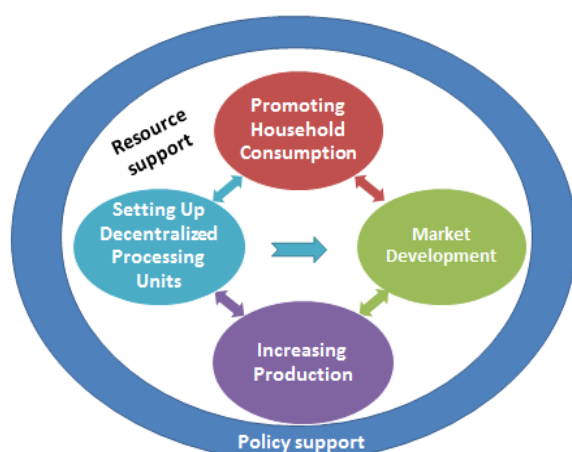 Promoting
Household
Consumption
Resource
support
Setting Up
Decentralized
Processing
Units
Market
Development
Increasing
Production
Policy support